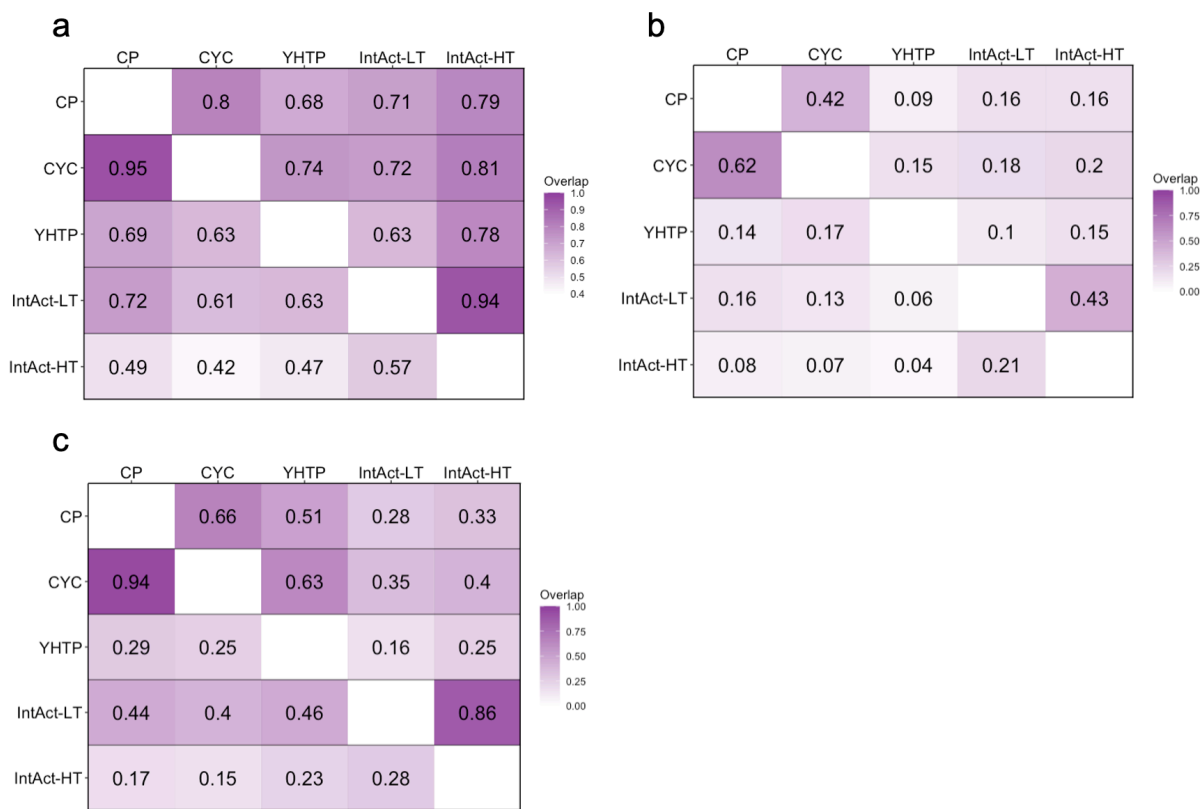 a
CP CYC YHTP IntAct-LT IntAct-HT
CP 0.8 0.68 0.71 0.79
CYC 0.95 0.74 0.72 0.81
YHTP 0.69 0.63 0.63 0.78
IntAct-LT 0.72 0.61 0.63 0.94
IntAct-HT 0.49 0.42 0.47 0.57
Overlap
1.0
0.9
0.8
0.7
0.6
0.5
0.4
b
CP CYC YHTP IntAct-LT IntAct-HT
CP 0.42 0.09 0.16 0.16
CYC 0.62 0.15 0.18 0.2
YHTP 0.14 0.17 0.1 0.15
IntAct-LT 0.16 0.13 0.06 0.43
IntAct-HT 0.08 0.07 0.04 0.21
Overlap
1.00
0.75
0.50
0.25
0.00
c
CP CYC YHTP IntAct-LT IntAct-HT
CP 0.66 0.51 0.28 0.33
CYC 0.94 0.63 0.35 0.4
YHTP 0.29 0.25 0.16 0.25
IntAct-LT 0.44 0.4 0.46 0.86
IntAct-HT 0.17 0.15 0.23 0.28
Overlap
1.00
0.75
0.50
0.25
0.00